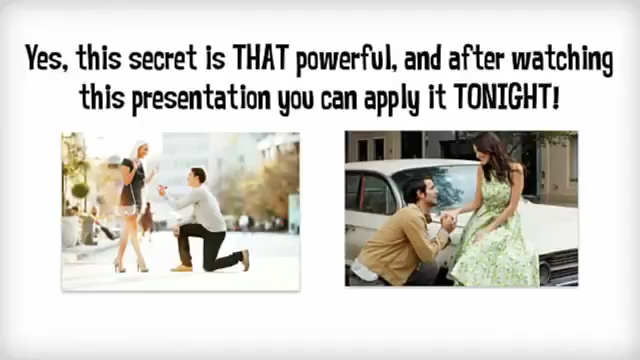 Yes, this secret is THAT powerful, and after watching
this presentation you can apply it TONIGHT!